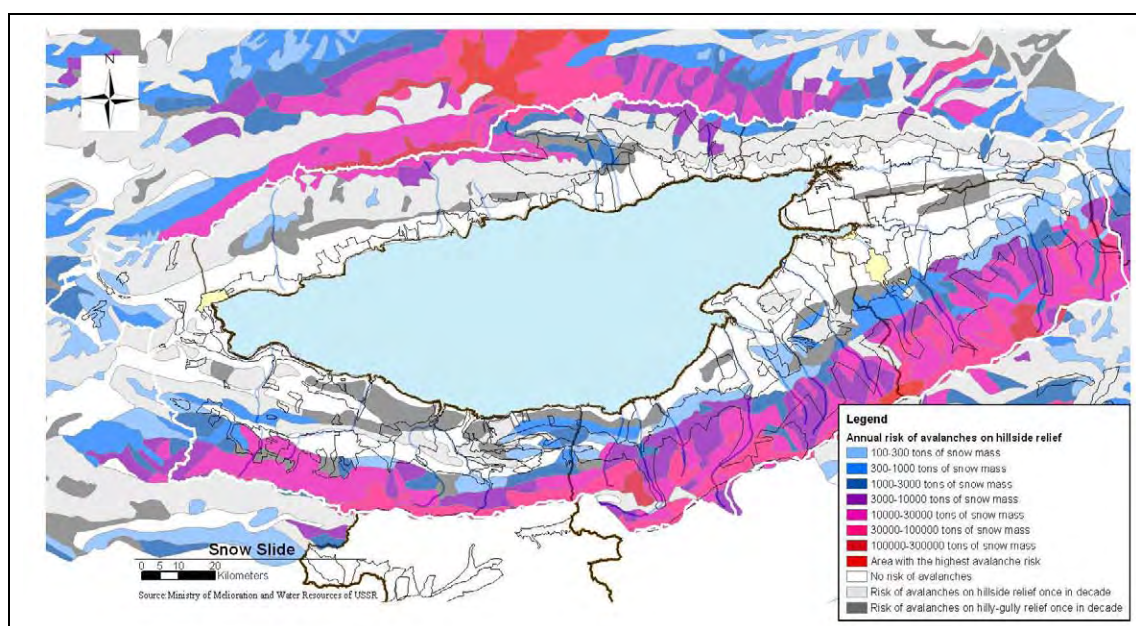 N
Snow Slide
0 5 10 20
Kilometers
Source:Ministry of Melioration and Water Resources of USSR
Legend
Annual risk of avalanches on hillside relief
100-300 tons of snow mass
300-1000 tons of snow mass
1000-3000 tons of snow mass
3000-10000 tons of snow mass
10000-30000 tons of snow mass
30000-100000 tons of snow mass
100000-300000 tons of snow mass
Area with the highest avalanche risk
No risk of avalanches
Risk of avalanches on hillside relief once in decade
Risk of avalanches on hilly-gully relief once in decade